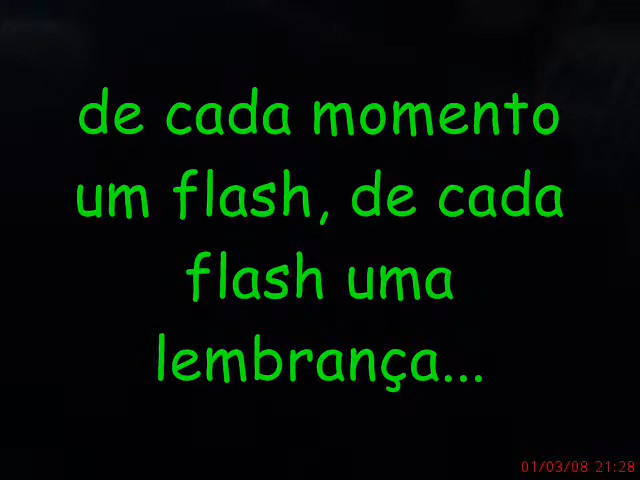 de cada momento
um flash, de cada
flash uma
lembrança...
01/03/08 21:28